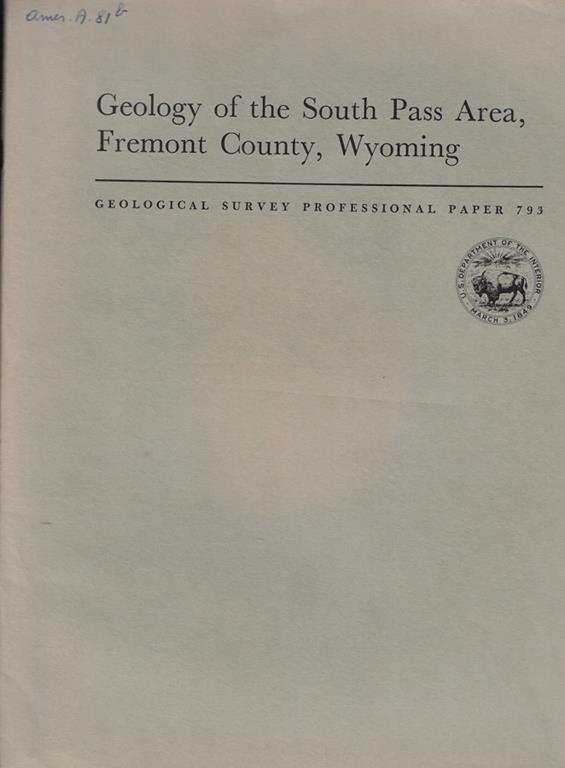 Amer. A. 81 b
Geology of the South Pass Area,
Fremont County, Wyoming
GEOLOGICAL SURVEY PROFESSIONAL PAPER 793
U.S. DEPARTMENT OF THE INTERIOR
MARCH 3, 1849